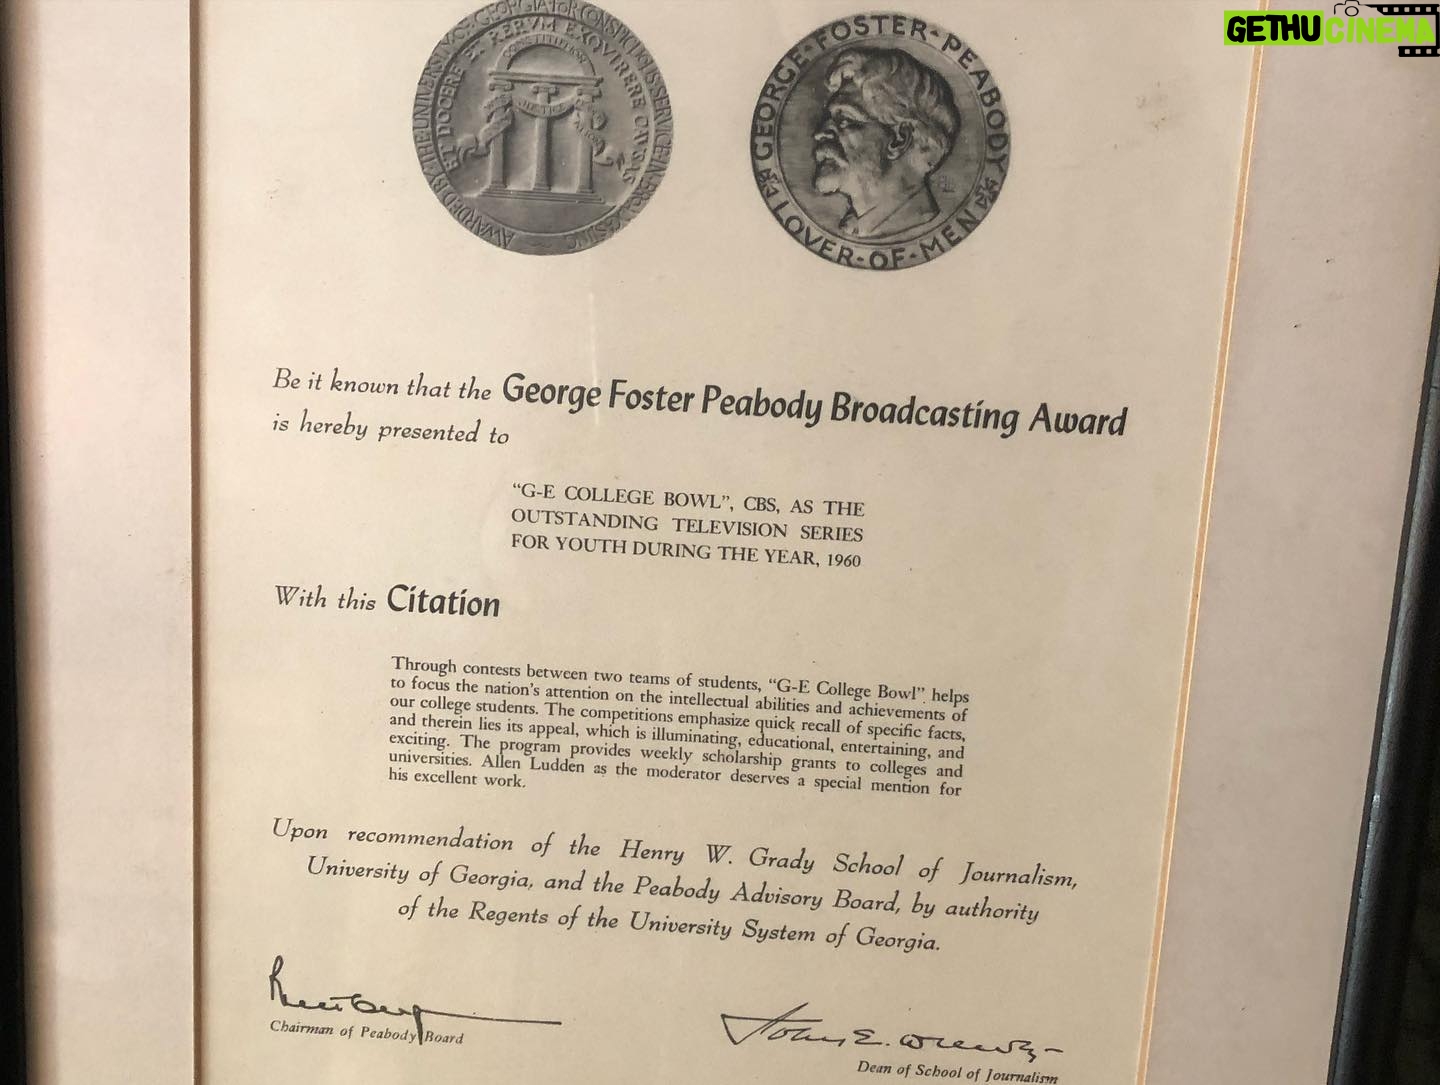 GETHUCINEMA
AWARDED BY THE UNIVERSITY OF GEORGIA FOR CONSPICUOUS SERVICE IN BROADCASTING
ET DOCERE ET RERVM EXQVIRERE CAVSAS
CONSTITUTION
JUSTICE
GEORGE·FOSTER·PEABODY
LOVER·OF·MEN
Be it known that the George Foster Peabody Broadcasting Award
is hereby presented to
"G-E COLLEGE BOWL", CBS, AS THE
OUTSTANDING TELEVISION SERIES
FOR YOUTH DURING THE YEAR, 1960
With this Citation
Through contests between two teams of students, "G-E College Bowl" helps
to focus the nation's attention on the intellectual abilities and achievements of
our college students. The competitions emphasize quick recall of specific facts,
and therein lies its appeal, which is illuminating, educational, entertaining, and
exciting. The program provides weekly scholarship grants to colleges and
universities. Allen Ludden as the moderator deserves a special mention for
his excellent work.
Upon recommendation of the Henry W. Grady School of Journalism,
University of Georgia, and the Peabody Advisory Board, by authority
of the Regents of the University System of Georgia.
Chairman of Peabody Board
John E. Drewry
Dean of School of Journalism